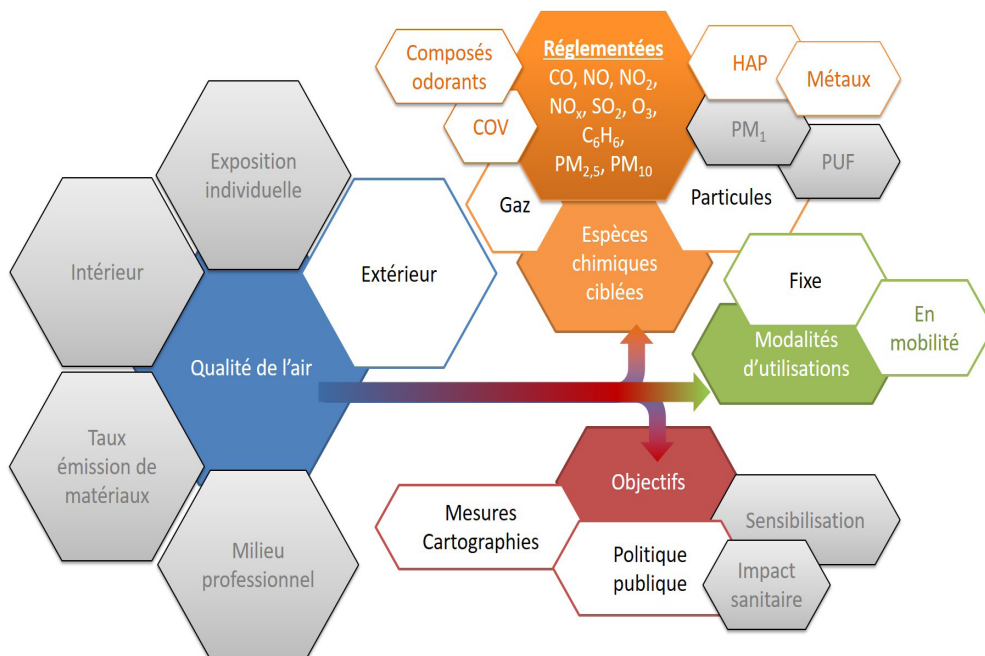 Composés
odorants
Réglementées
CO, NO, NO₂,
NOₓ, SO₂, O₃,
C₆H₆,
PM₂,₅, PM₁₀
HAP
Métaux
COV
PM₁
PUF
Gaz
Particules
Espèces
chimiques
ciblées
Exposition
individuelle
Intérieur
Extérieur
Qualité de l’air
Taux
émission de
matériaux
Milieu
professionnel
Fixe
En
mobilité
Modalités
d’utilisations
Objectifs
Mesures
Cartographies
Politique
publique
Sensibilisation
Impact
sanitaire